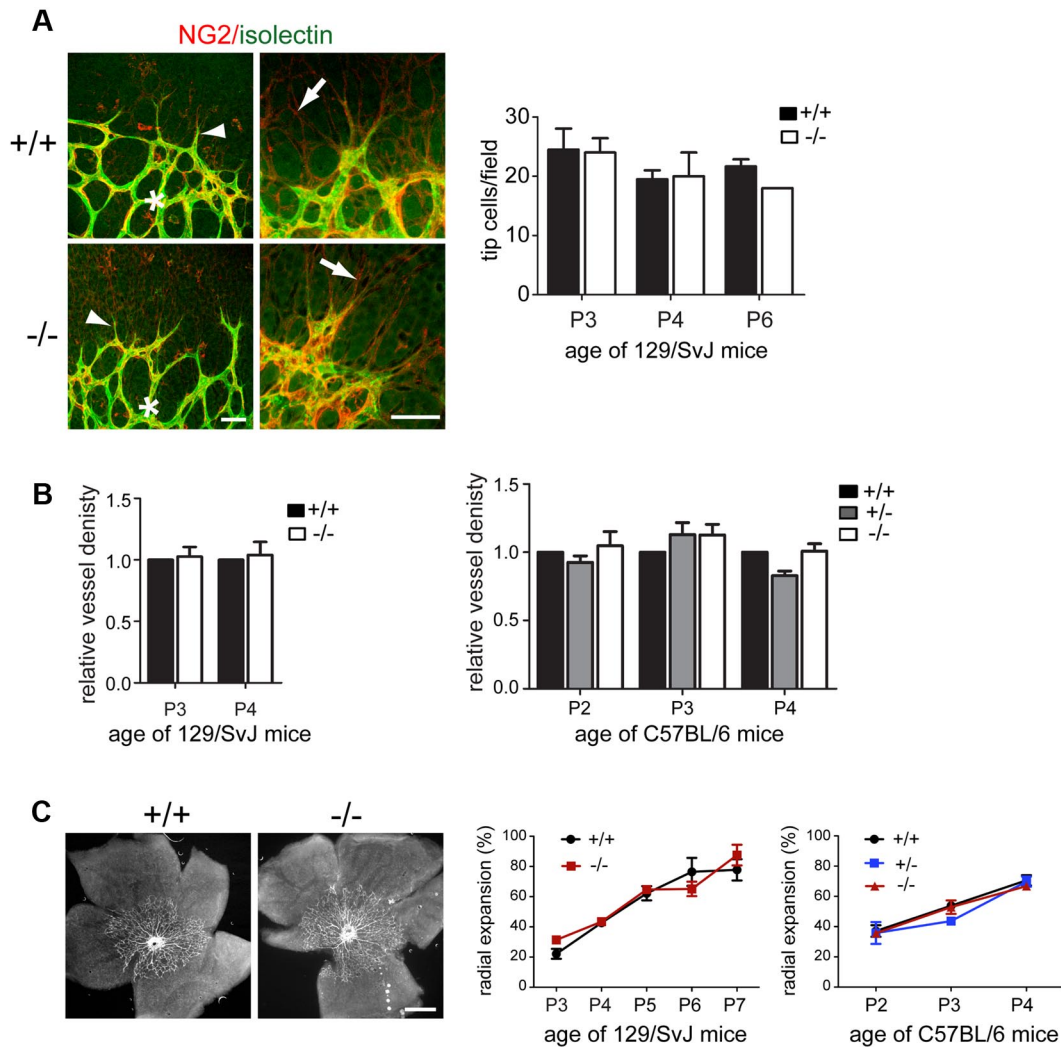 A
NG2/isolectin
+/+
-/-
*
*
tip cells/field
30
20
10
0
+/+
-/-
P3 P4 P6
age of 129/SvJ mice
B
relative vessel denisty
1.5
1.0
0.5
0.0
+/+
-/-
P3 P4
age of 129/SvJ mice
relative vessel denisty
1.5
1.0
0.5
0.0
+/+
+/-
-/-
P2 P3 P4
age of C57BL/6 mice
C
+/+ -/-
radial expansion (%)
100
80
60
40
20
0
+/+
-/-
P3 P4 P5 P6 P7
age of 129/SvJ mice
radial expansion (%)
100
80
60
40
20
0
+/+
+/-
-/-
P2 P3 P4
age of C57BL/6 mice